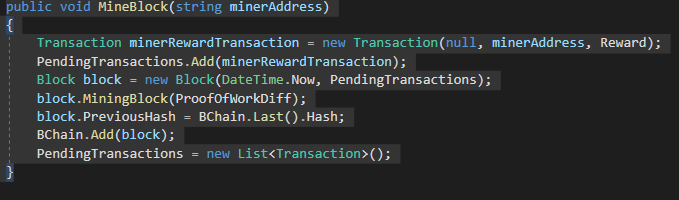 public void MineBlock(string minerAddress)
{
Transaction minerRewardTransaction = new Transaction(null, minerAddress, Reward);
PendingTransactions.Add(minerRewardTransaction);
Block block = new Block(DateTime.Now, PendingTransactions);
block.MiningBlock(ProofOfWorkDiff);
block.PreviousHash = BChain.Last().Hash;
BChain.Add(block);
PendingTransactions = new List<Transaction>();
}